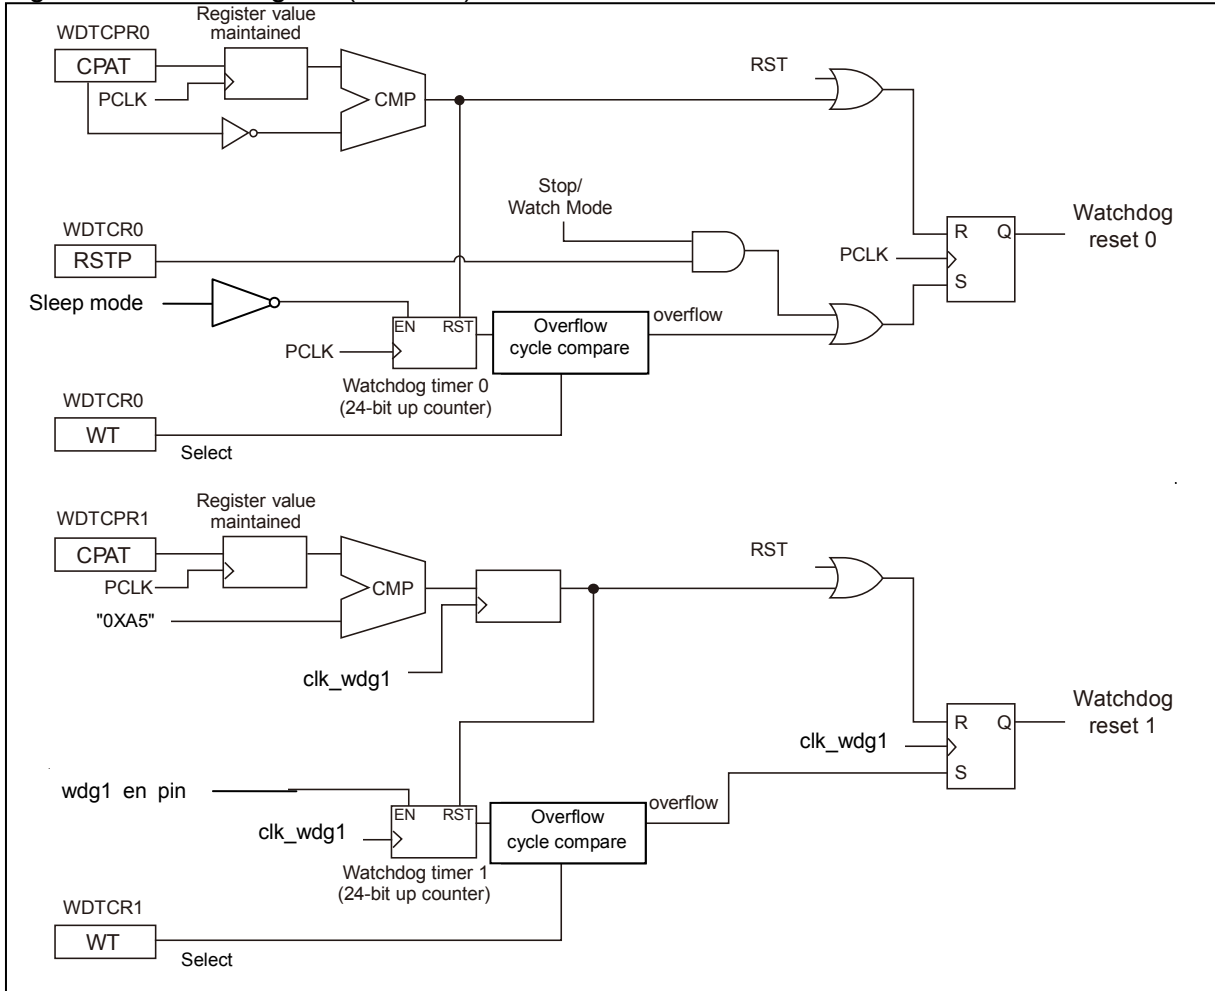 Register value
maintained
WDTCPR0
CPAT
PCLK
CMP
RST
Stop/
Watch Mode
WDTCR0
RSTP
Sleep mode
PCLK
R
Q
S
Watchdog
reset 0
EN
RST
PCLK
Overflow
cycle compare
overflow
Watchdog timer 0
(24-bit up counter)
WDTCR0
WT
Select
Register value
maintained
WDTCPR1
CPAT
PCLK
"0XA5"
CMP
clk_wdg1
RST
R
Q
S
clk_wdg1
Watchdog
reset 1
wdg1 en pin
EN
RST
clk_wdg1
Overflow
cycle compare
overflow
Watchdog timer 1
(24-bit up counter)
WDTCR1
WT
Select